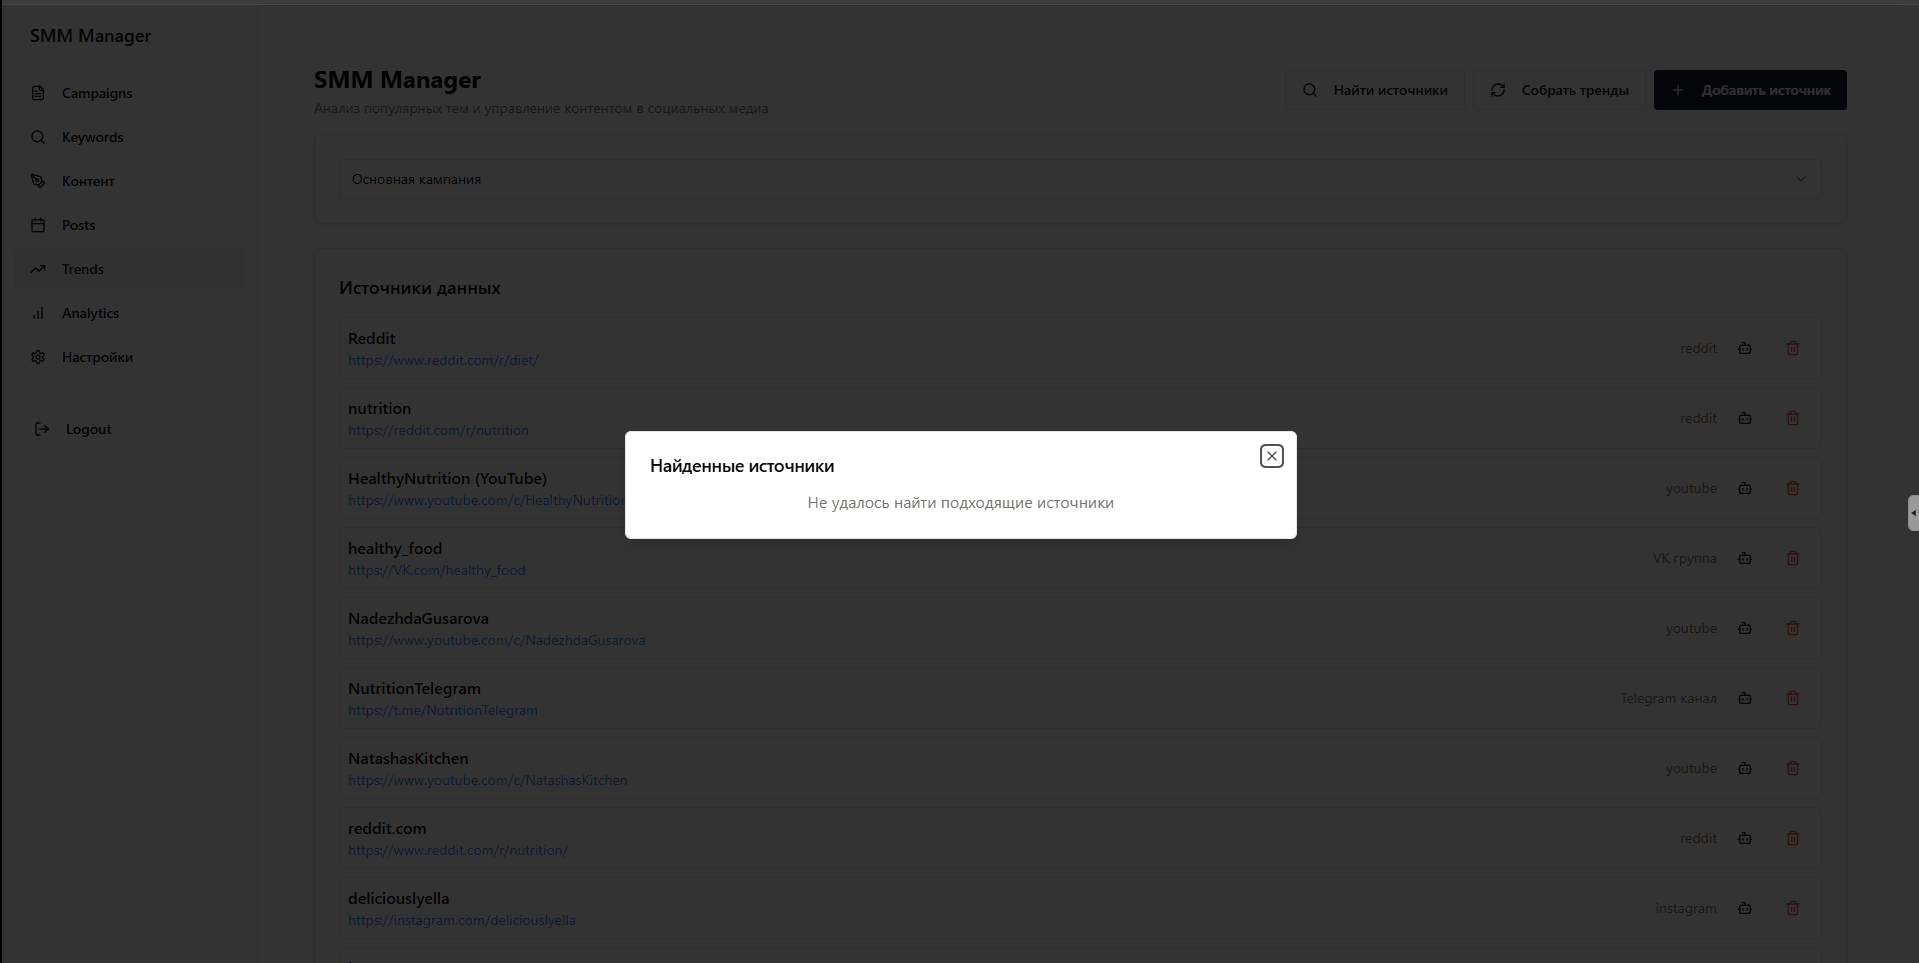 SMM Manager
Campaigns
Keywords
Контент
Posts
Trends
Analytics
Настройки
Logout
SMM Manager
Анализ популярных тем и управление контентом в социальных медиа
Найти источники
Собрать тренды
Добавить источник
Основная кампания
Источники данных
Reddit
https://www.reddit.com/r/diet/
reddit
nutrition
https://reddit.com/r/nutrition
reddit
HealthyNutrition (YouTube)
https://www.youtube.com/c/HealthyNutrition
youtube
Найденные источники
Не удалось найти подходящие источники
healthy_food
https://VK.com/healthy_food
VK группа
NadezhdaGusarova
https://www.youtube.com/c/NadezhdaGusarova
youtube
NutritionTelegram
https://t.me/NutritionTelegram
Telegram канал
NatashasKitchen
https://www.youtube.com/c/NatashasKitchen
youtube
reddit.com
https://www.reddit.com/r/nutrition/
reddit
deliciouslyella
https://instagram.com/deliciouslyella
instagram